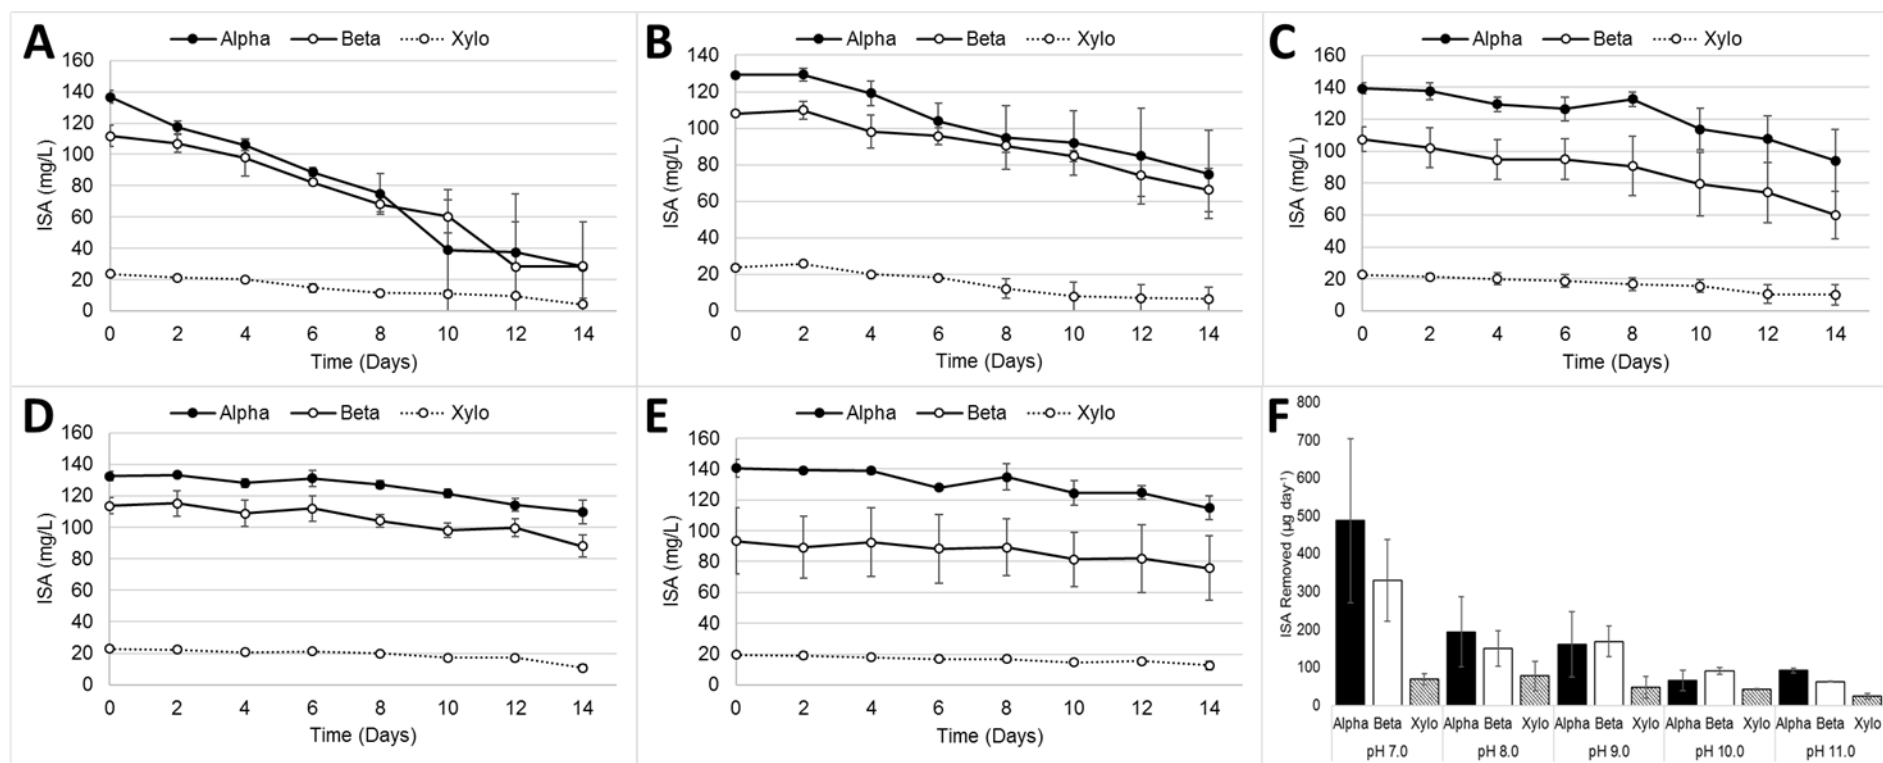 A
Alpha Beta Xylo
160
140
120
100
80
60
40
20
0
ISA (mg/L)
0 2 4 6 8 10 12 14
Time (Days)
B
Alpha Beta Xylo
140
120
100
80
60
40
20
0
ISA (mg/L)
0 2 4 6 8 10 12 14
Time (Days)
C
Alpha Beta Xylo
160
140
120
100
80
60
40
20
0
ISA (mg/L)
0 2 4 6 8 10 12 14
Time (Days)
D
Alpha Beta Xylo
160
140
120
100
80
60
40
20
0
ISA (mg/L)
0 2 4 6 8 10 12 14
Time (Days)
E
Alpha Beta Xylo
160
140
120
100
80
60
40
20
0
ISA (mg/L)
0 2 4 6 8 10 12 14
Time (Days)
F
800
700
600
500
400
300
200
100
0
ISA Removed (µg day⁻¹)
Alpha Beta Xylo Alpha Beta Xylo Alpha Beta Xylo Alpha Beta Xylo Alpha Beta Xylo
pH 7.0 pH 8.0 pH 9.0 pH 10.0 pH 11.0